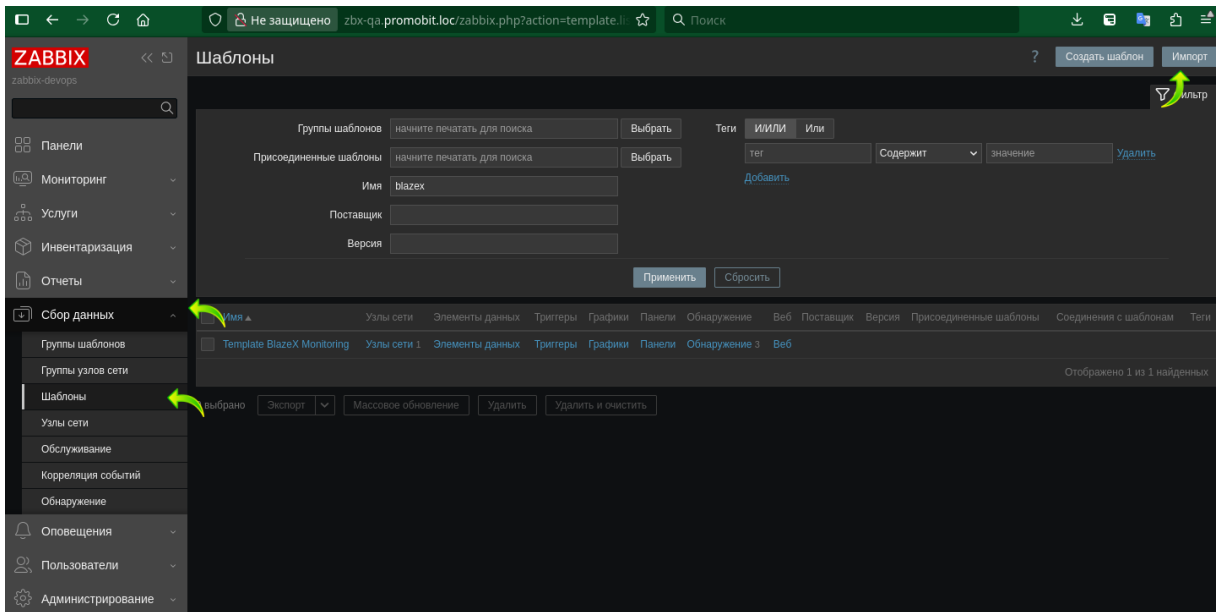 Не защищено zbx-qa.promobit.loc/zabbix.php?action=template.li Поиск
ZABBIX
zabbix-devops
Панели
Мониторинг
Услуги
Инвентаризация
Отчеты
Сбор данных
Группы шаблонов
Группы узлов сети
Шаблоны
Узлы сети
Обслуживание
Корреляция событий
Обнаружение
Оповещения
Пользователи
Администрирование
Шаблоны ? Создать шаблон Импорт
Группы шаблонов начните печатать для поиска Выбрать
Присоединенные шаблоны начните печатать для поиска Выбрать
Имя blazex
Поставщик
Версия
Теги И/ИЛИ Или
тег Содержит значение Удалить
Добавить
Применить Сбросить
Имя Узлы сети Элементы данных Триггеры Графики Панели Обнаружение Веб Поставщик Версия Присоединенные шаблоны Соединения с шаблонам Теги
Template BlazeX Monitoring Узлы сети 1 Элементы данных Триггеры Графики Панели Обнаружение 3 Веб
Отображено 1 из 1 найденных
выбрано Экспорт Массовое обновление Удалить Удалить и очистить